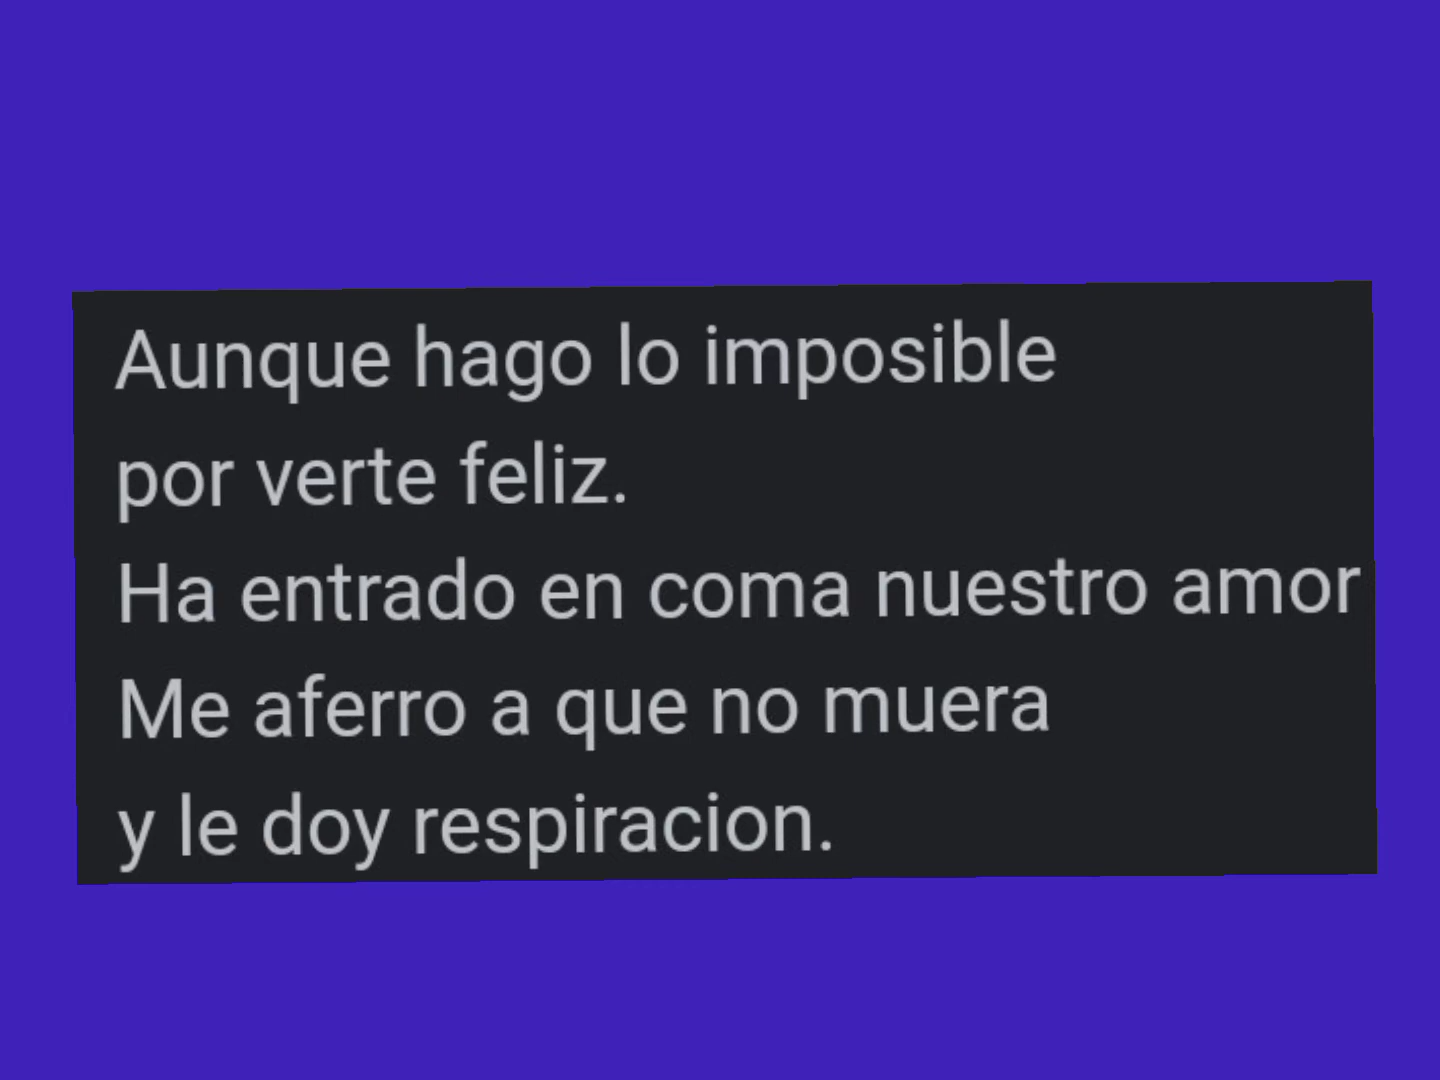 Aunque hago lo imposible
por verte feliz.
Ha entrado en coma nuestro amor
Me aferro a que no muera
y le doy respiracion.